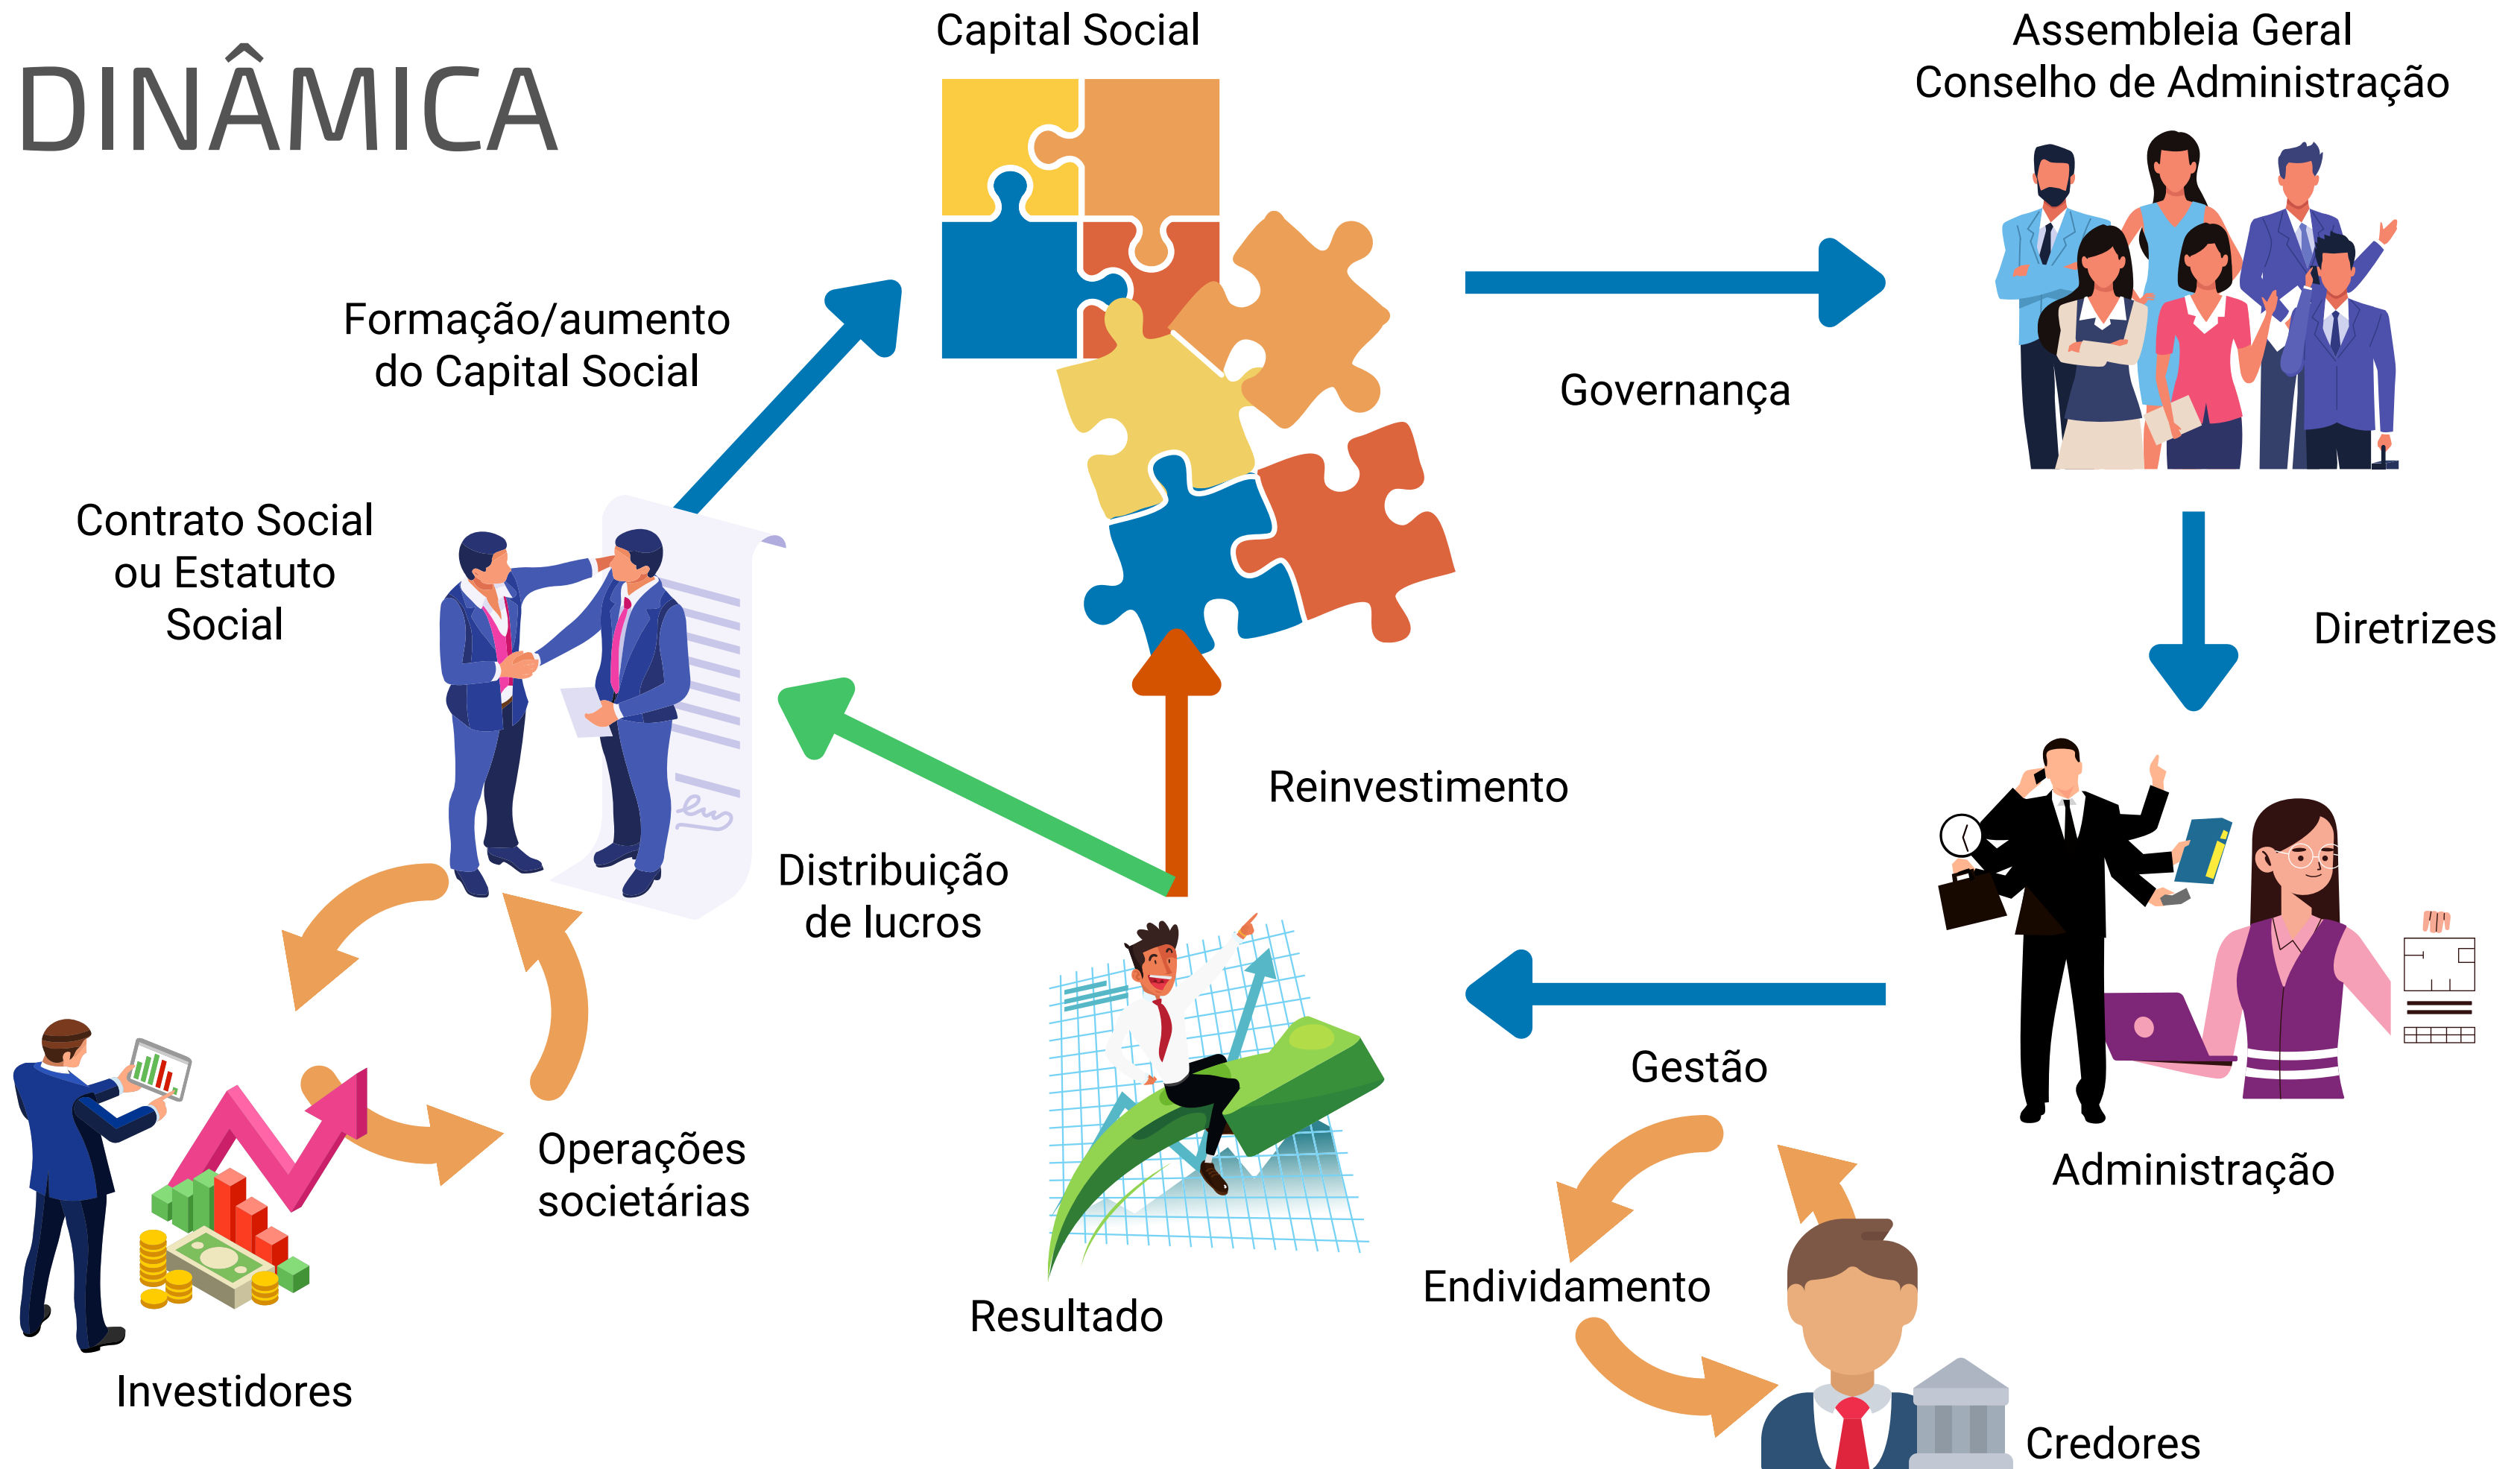 DINÂMICA
Capital Social
Assembleia Geral
Conselho de Administração
Formação/aumento
do Capital Social
Governança
Contrato Social
ou Estatuto
Social
Diretrizes
Reinvestimento
Distribuição
de lucros
Gestão
Operações
societárias
Administração
Endividamento
Resultado
Investidores
Credores